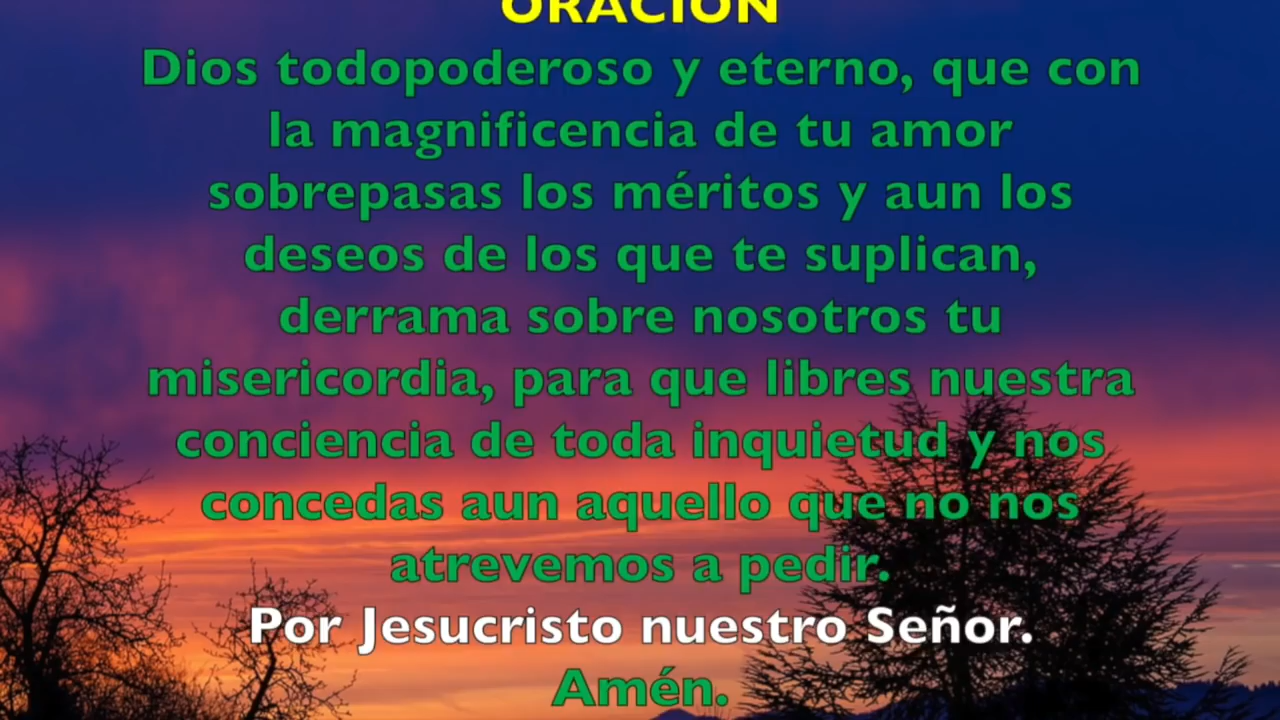 ORACIÓN
Dios todopoderoso y eterno, que con
la magnificencia de tu amor
sobrepasas los méritos y aun los
deseos de los que te suplican,
derrama sobre nosotros tu
misericordia, para que libres nuestra
conciencia de toda inquietud y nos
concedas aun aquello que no nos
atrevemos a pedir.
Por Jesucristo nuestro Señor.
Amén.